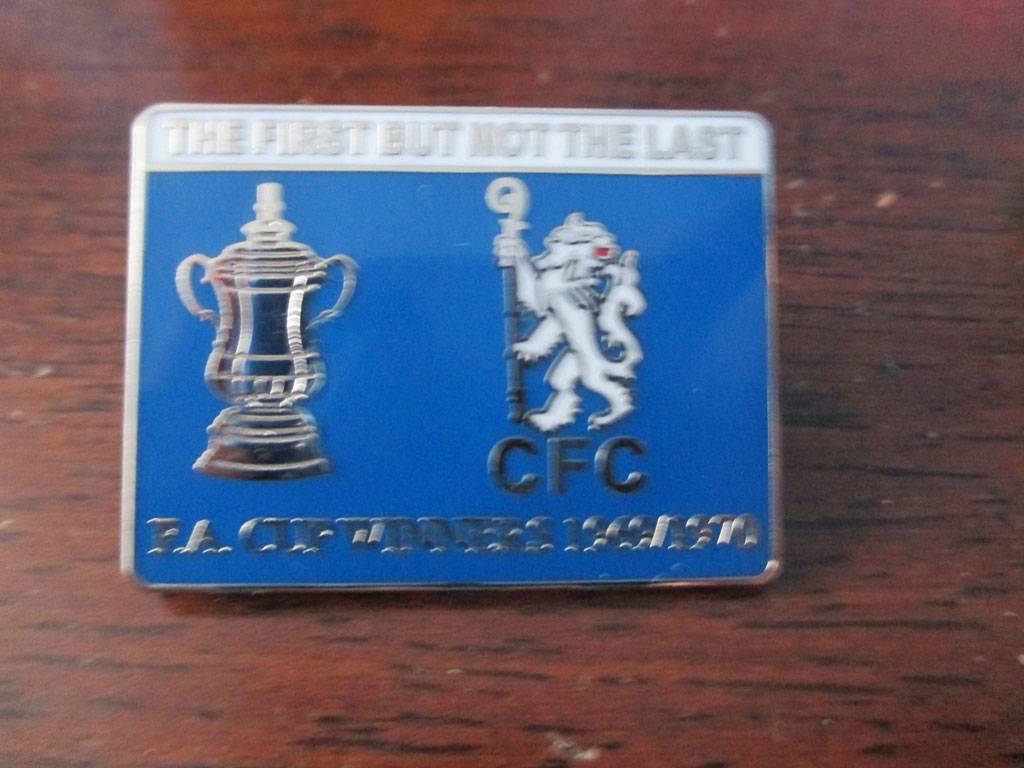 THE FIRST BUT NOT THE LAST
CFC
F.A. CUP WINNERS 1969/1970